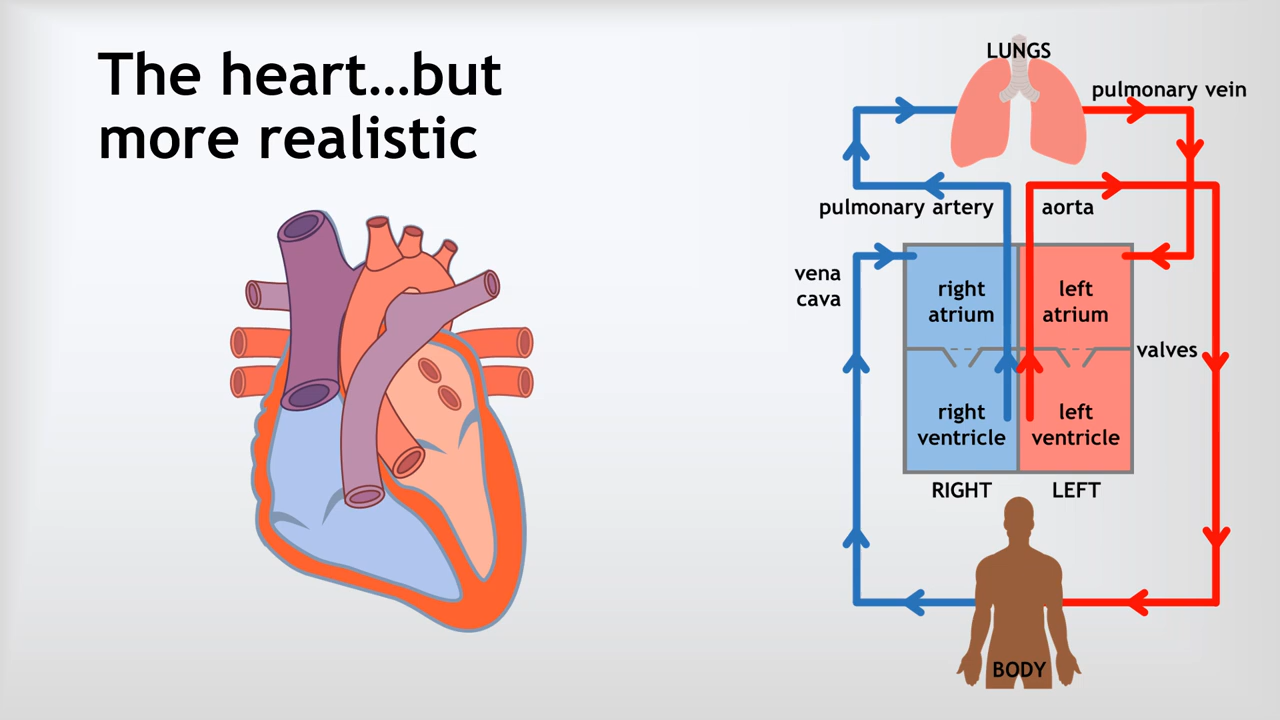 The heart...but
more realistic
LUNGS
pulmonary vein
pulmonary artery
aorta
vena
cava
right
atrium
left
atrium
valves
right
ventricle
left
ventricle
RIGHT
LEFT
BODY